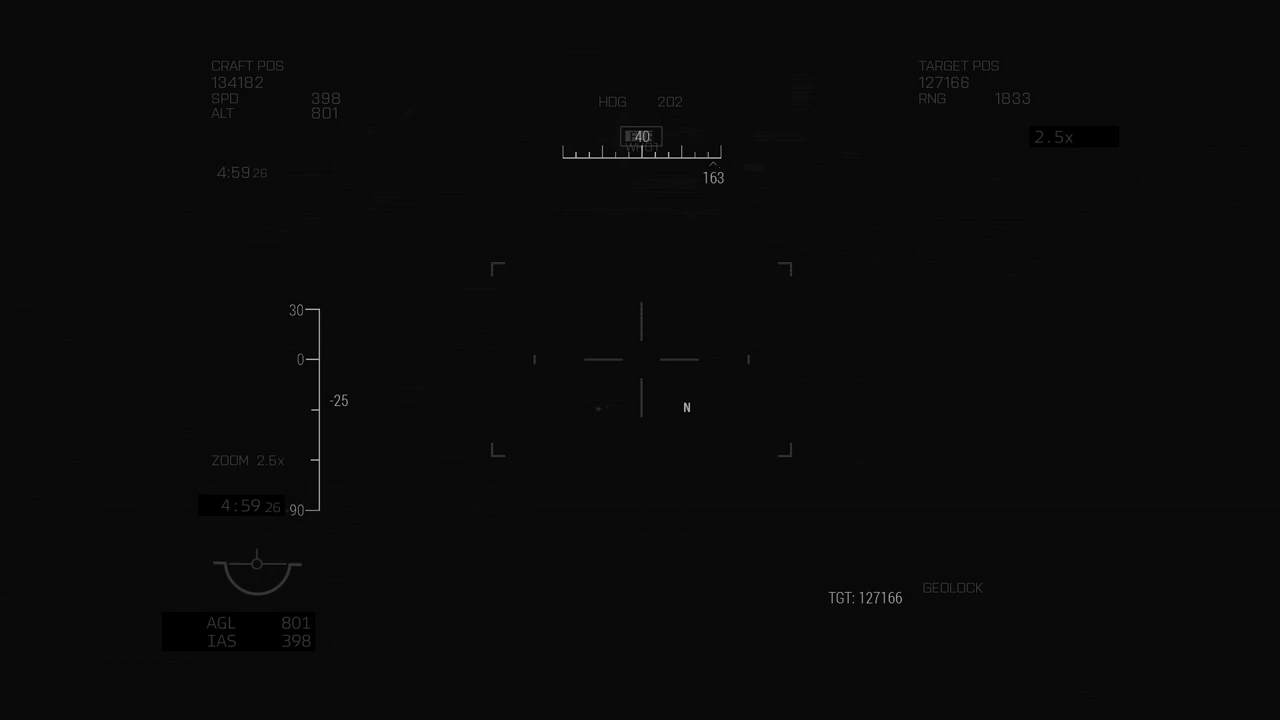 CRAFT POS
134182
SPD 398
ALT 801
HDG 202
TARGET POS
127166
RNG 1833
40
2.5x
4:59 26
163
30
0
-25
N
ZOOM 2.5x
4:59 26
-90
TGT: 127166
GEOLOCK
AGL 801
IAS 398